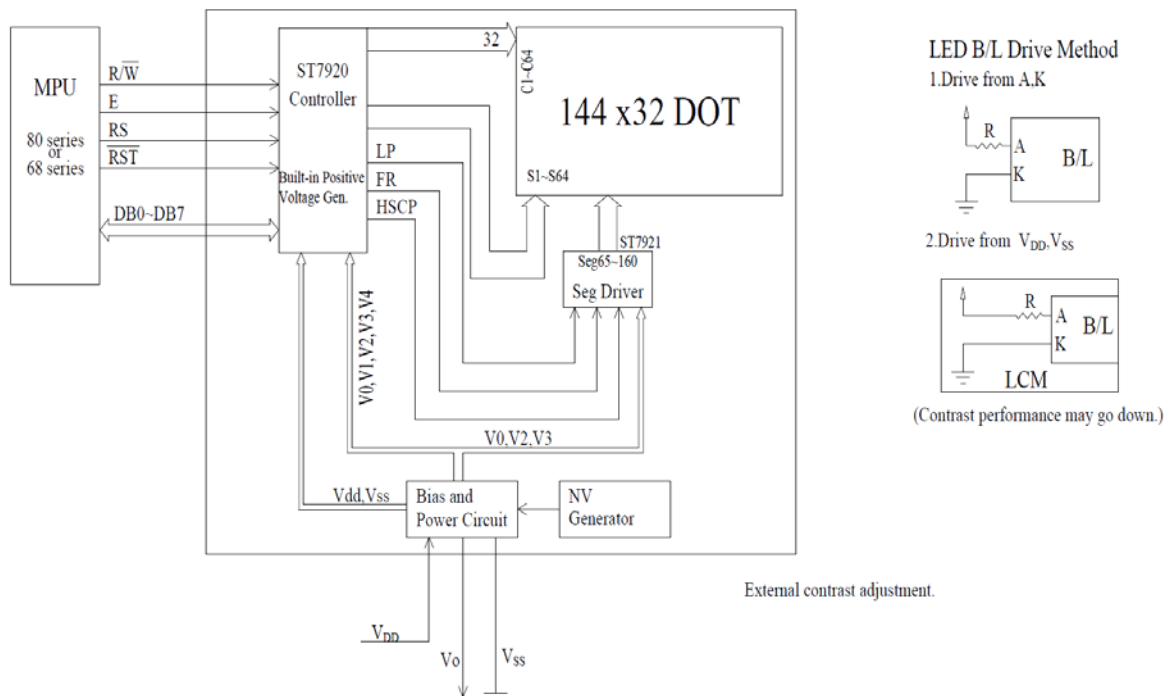 MPU
80 series
or
68 series
R/W̅
E
RS
R̅S̅T̅
DB0~DB7
ST7920
Controller
Built-in Positive
Voltage Gen.
32
C1~C64
144 x32 DOT
S1~S64
LP
FR
HSCP
ST7921
Seg65~160
Seg Driver
V0,V1,V2,V3,V4
V0,V2,V3
Vdd,Vss
Bias and
Power Circuit
NV
Generator
VDD
Vo
VSS
External contrast adjustment.
LED B/L Drive Method
1.Drive from A,K
R
A
B/L
K
2.Drive from VDD,VSS
R
A
B/L
K
LCM
(Contrast performance may go down.)